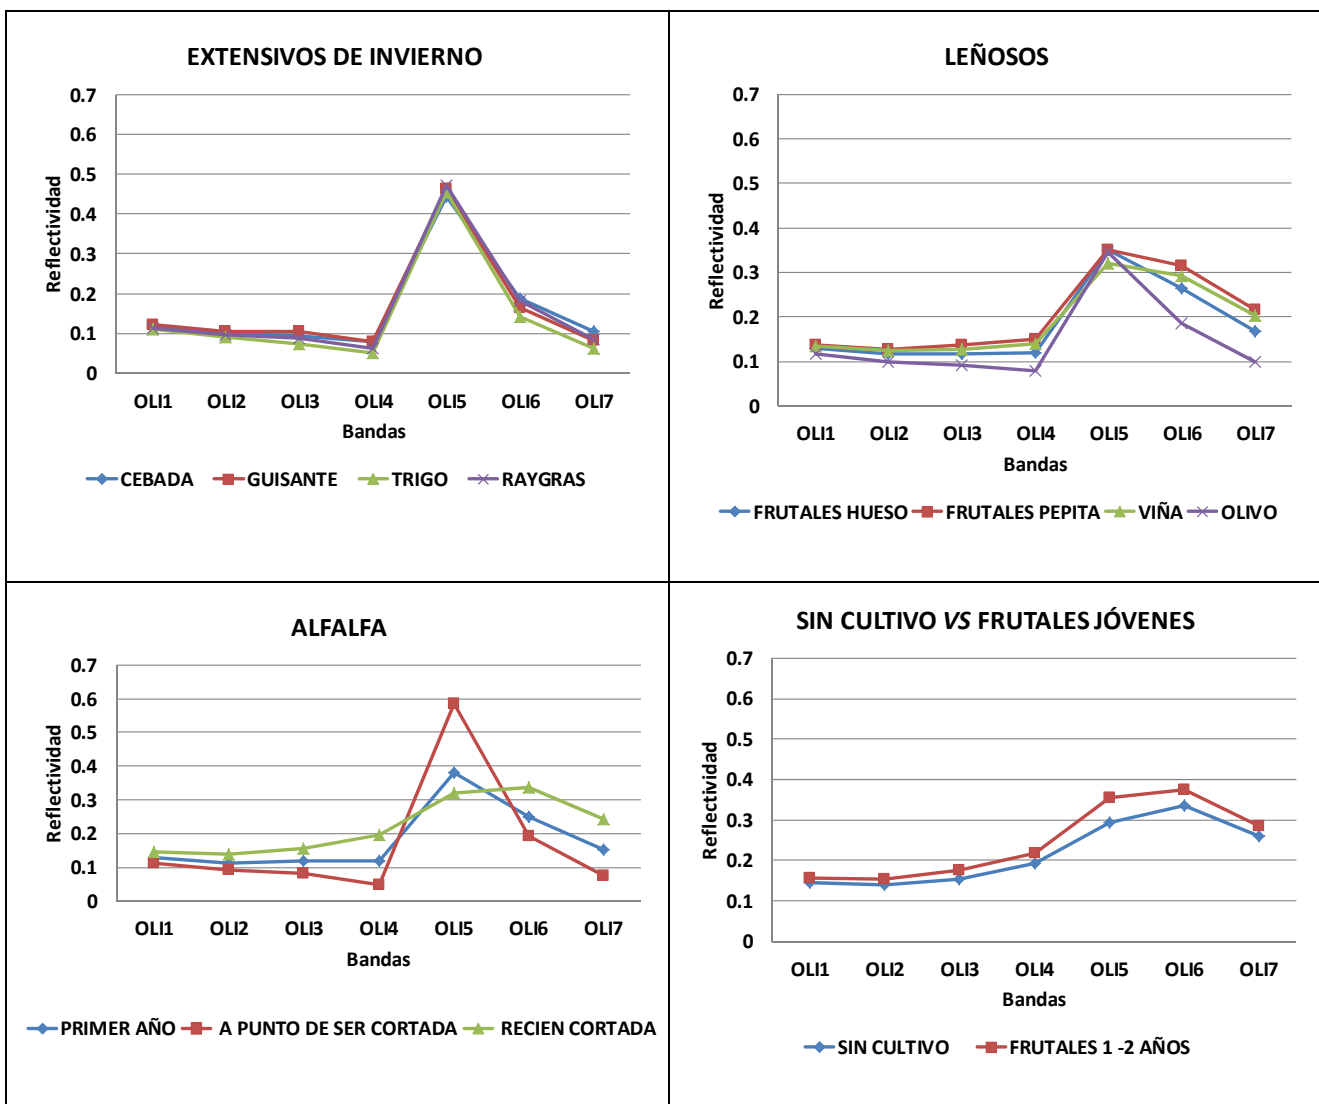 EXTENSIVOS DE INVIERNO
0.7
0.6
0.5
0.4
0.3
0.2
0.1
0
Reflectividad
OLI1 OLI2 OLI3 OLI4 OLI5 OLI6 OLI7
Bandas
CEBADA GUISANTE TRIGO RAYGRAS
LEÑOSOS
0.7
0.6
0.5
0.4
0.3
0.2
0.1
0
Reflectividad
OLI1 OLI2 OLI3 OLI4 OLI5 OLI6 OLI7
Bandas
FRUTALES HUESO FRUTALES PEPITA VIÑA OLIVO
ALFALFA
0.7
0.6
0.5
0.4
0.3
0.2
0.1
0
Reflectividad
OLI1 OLI2 OLI3 OLI4 OLI5 OLI6 OLI7
Bandas
PRIMER AÑO A PUNTO DE SER CORTADA RECIEN CORTADA
SIN CULTIVO VS FRUTALES JÓVENES
0.7
0.6
0.5
0.4
0.3
0.2
0.1
0
Reflectividad
OLI1 OLI2 OLI3 OLI4 OLI5 OLI6 OLI7
Bandas
SIN CULTIVO FRUTALES 1 -2 AÑOS